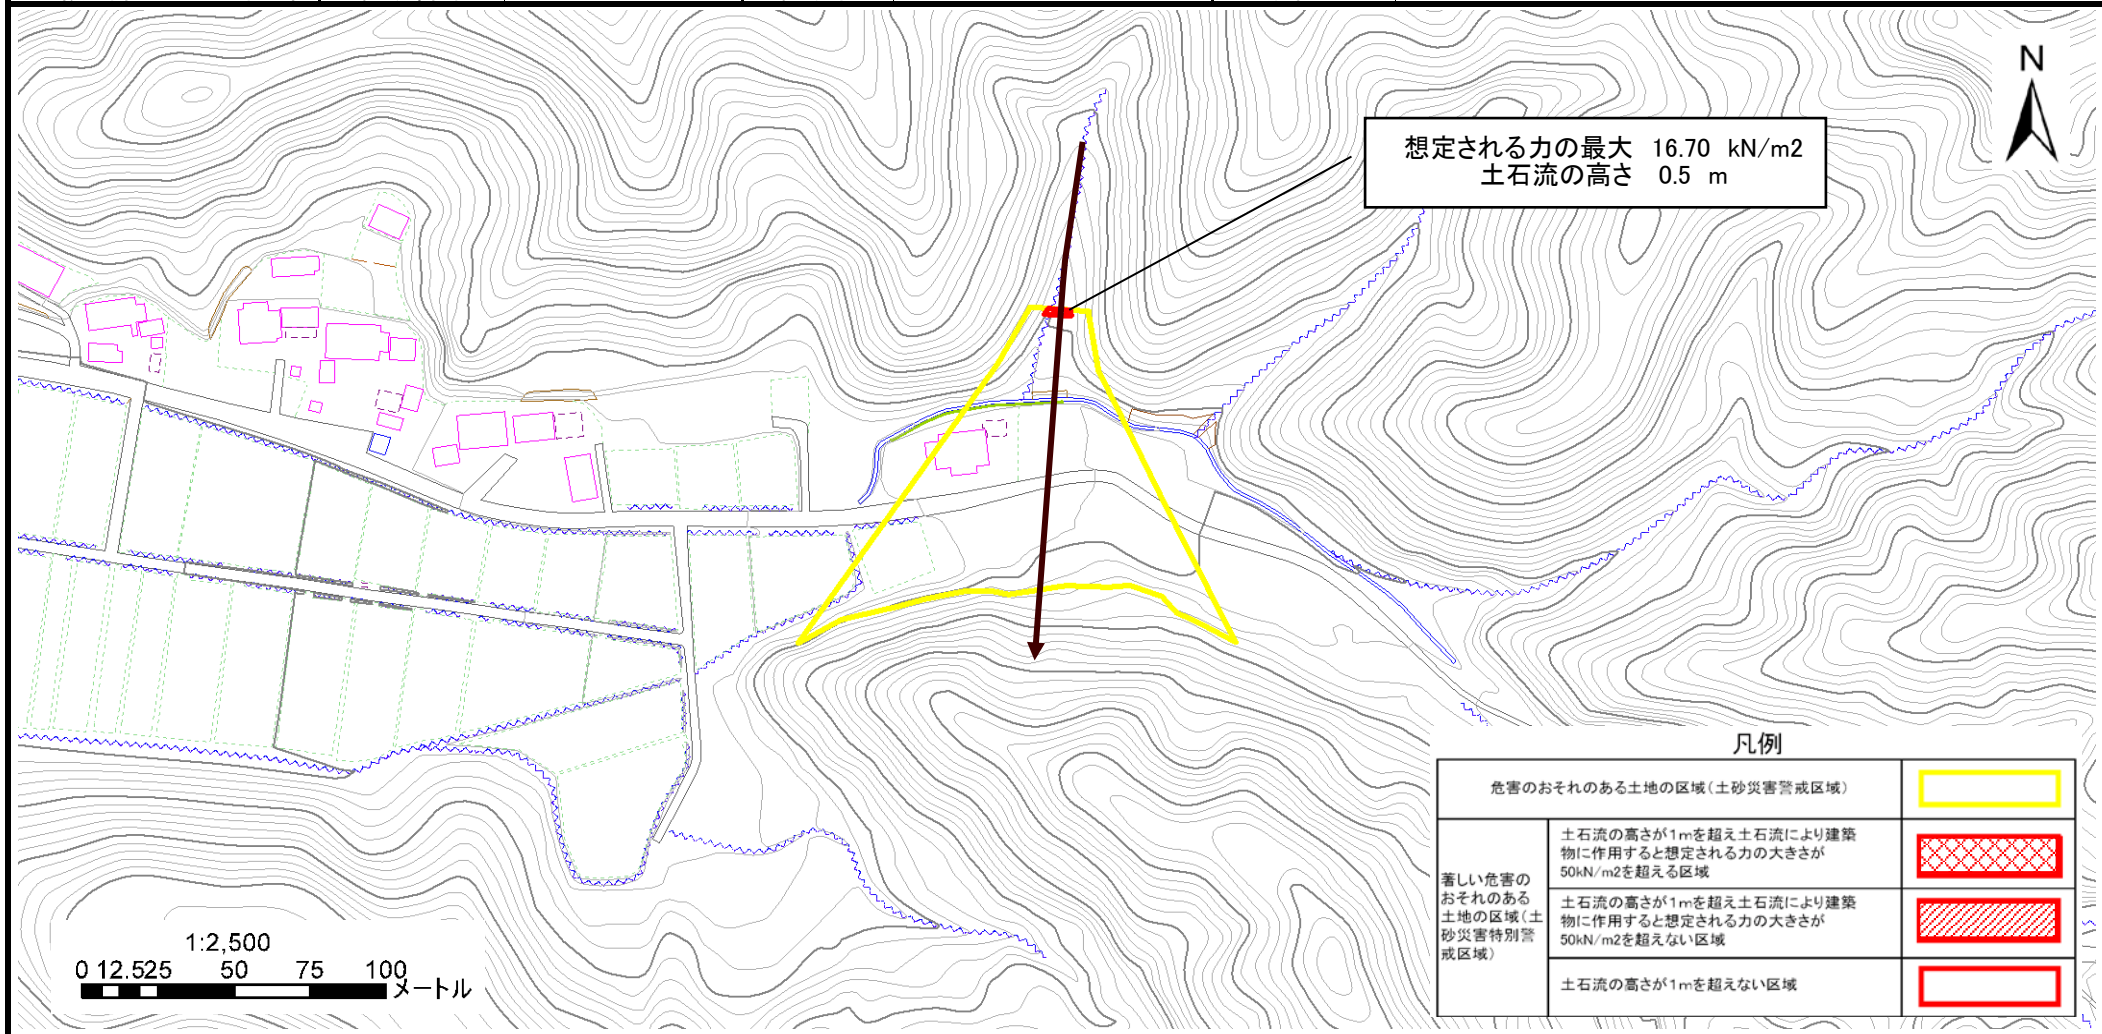 N
想定される力の最大 16.70 kN/m2
土石流の高さ 0.5 m
凡例
危害のおそれのある土地の区域(土砂災害警戒区域)
著しい危害の
おそれのある
土地の区域(土
砂災害特別警
戒区域)
土石流の高さが1mを超え土石流により建築
物に作用すると想定される力の大きさが
50kN/m2を超える区域
土石流の高さが1mを超え土石流により建築
物に作用すると想定される力の大きさが
50kN/m2を超えない区域
土石流の高さが1mを超えない区域
1:2,500
0 12.525 50 75 100
メートル